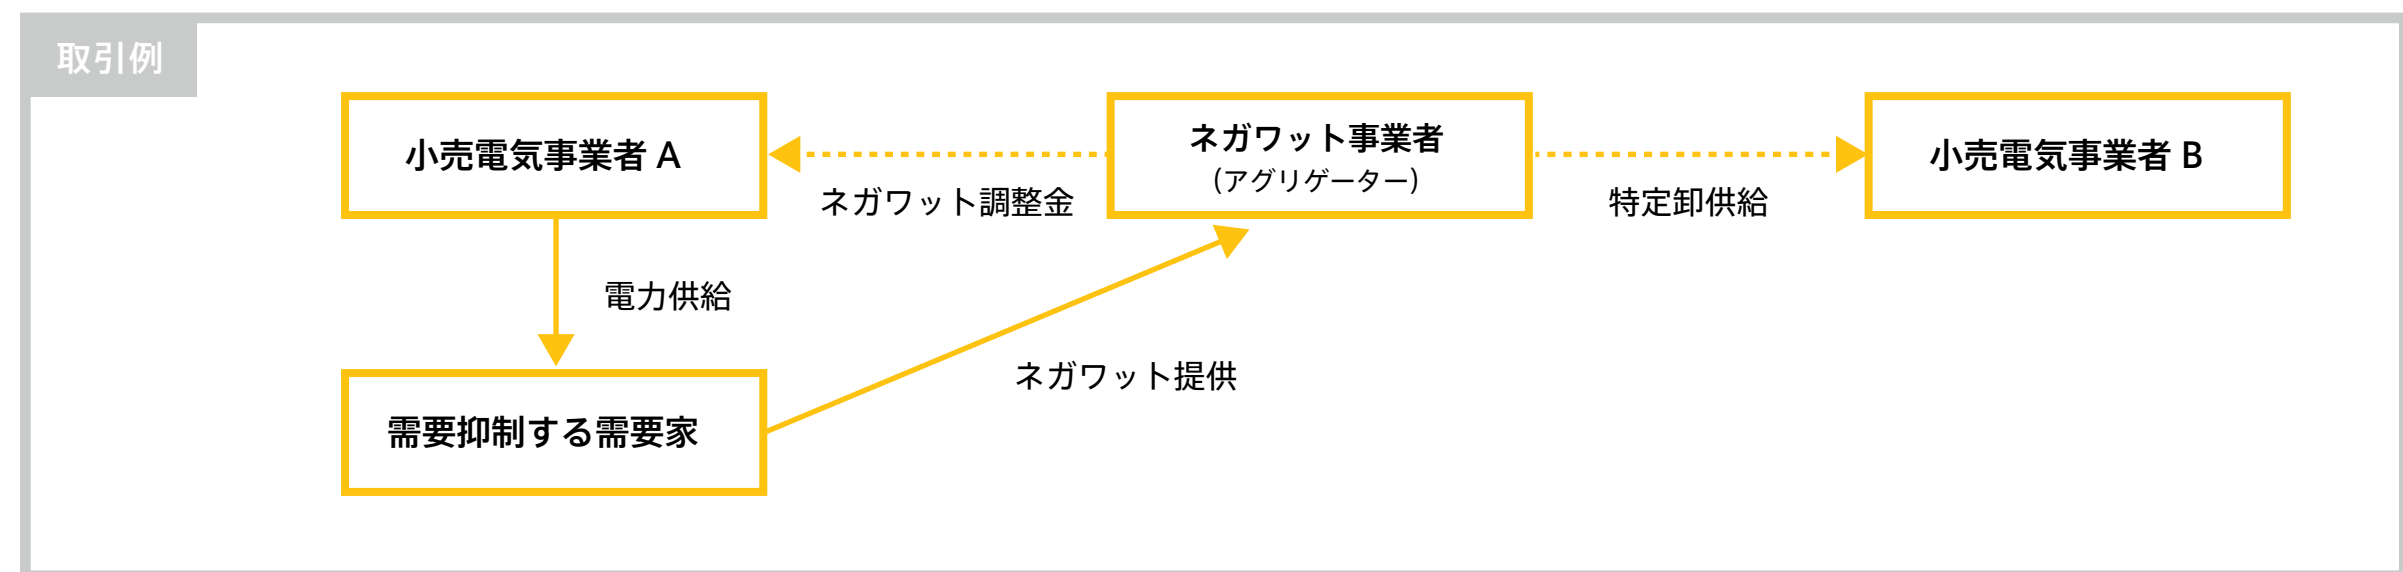 取引例
小売電気事業者 A
ネガワット事業者
(アグリゲーター)
小売電気事業者 B
ネガワット調整金
特定卸供給
電力供給
ネガワット提供
需要抑制する需要家